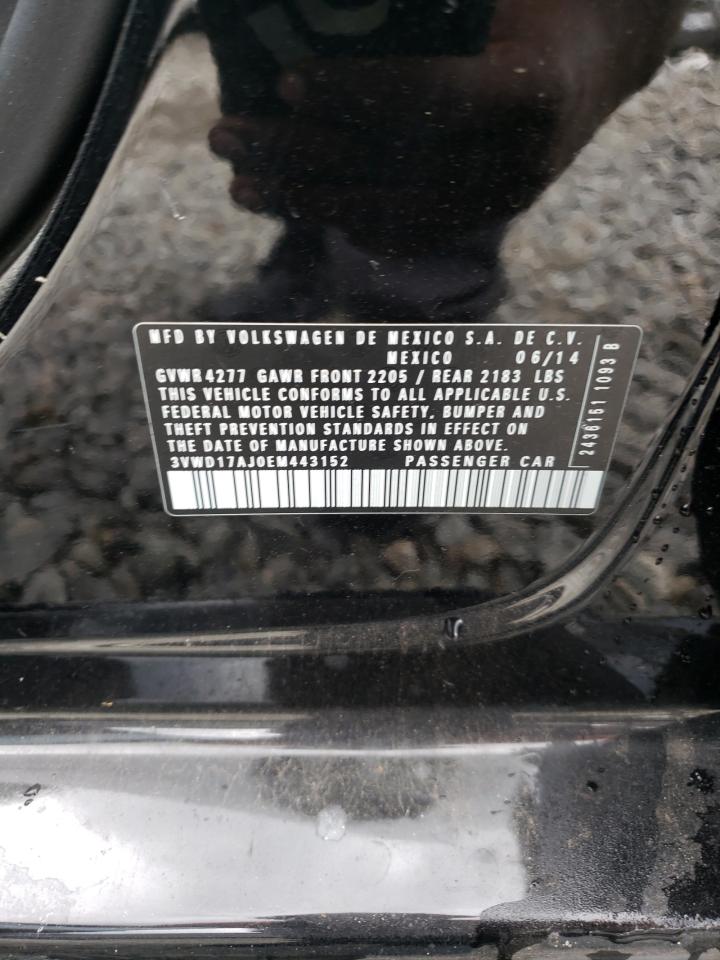 MFD BY VOLKSWAGEN DE MEXICO S.A. DE C.V.
MEXICO 06/14
GVWR 4277 GAWR FRONT 2205 / REAR 2183 LBS
THIS VEHICLE CONFORMS TO ALL APPLICABLE U.S.
FEDERAL MOTOR VEHICLE SAFETY, BUMPER AND
THEFT PREVENTION STANDARDS IN EFFECT ON
THE DATE OF MANUFACTURE SHOWN ABOVE.
3VWD17AJ0EM443152 PASSENGER CAR
2436161 1093 B